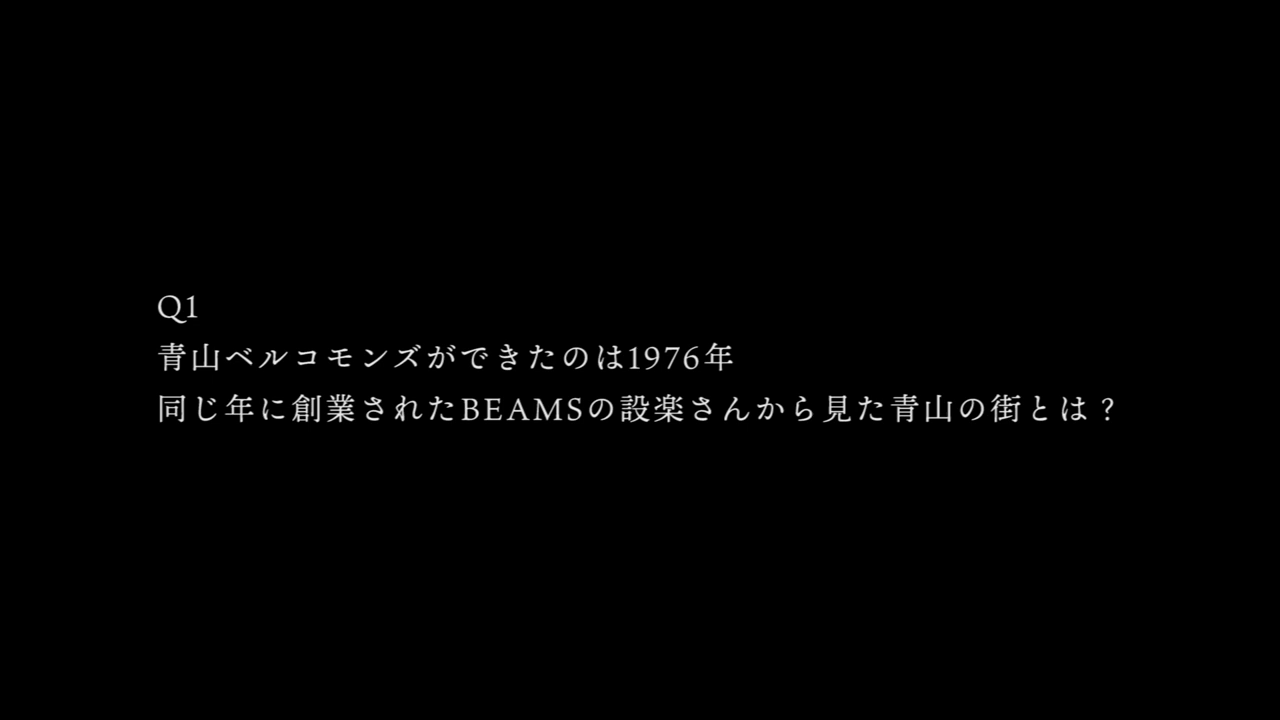 Q1
青山ベルコモンズができたのは1976年
同じ年に創業されたBEAMSの設楽さんから見た青山の街とは？